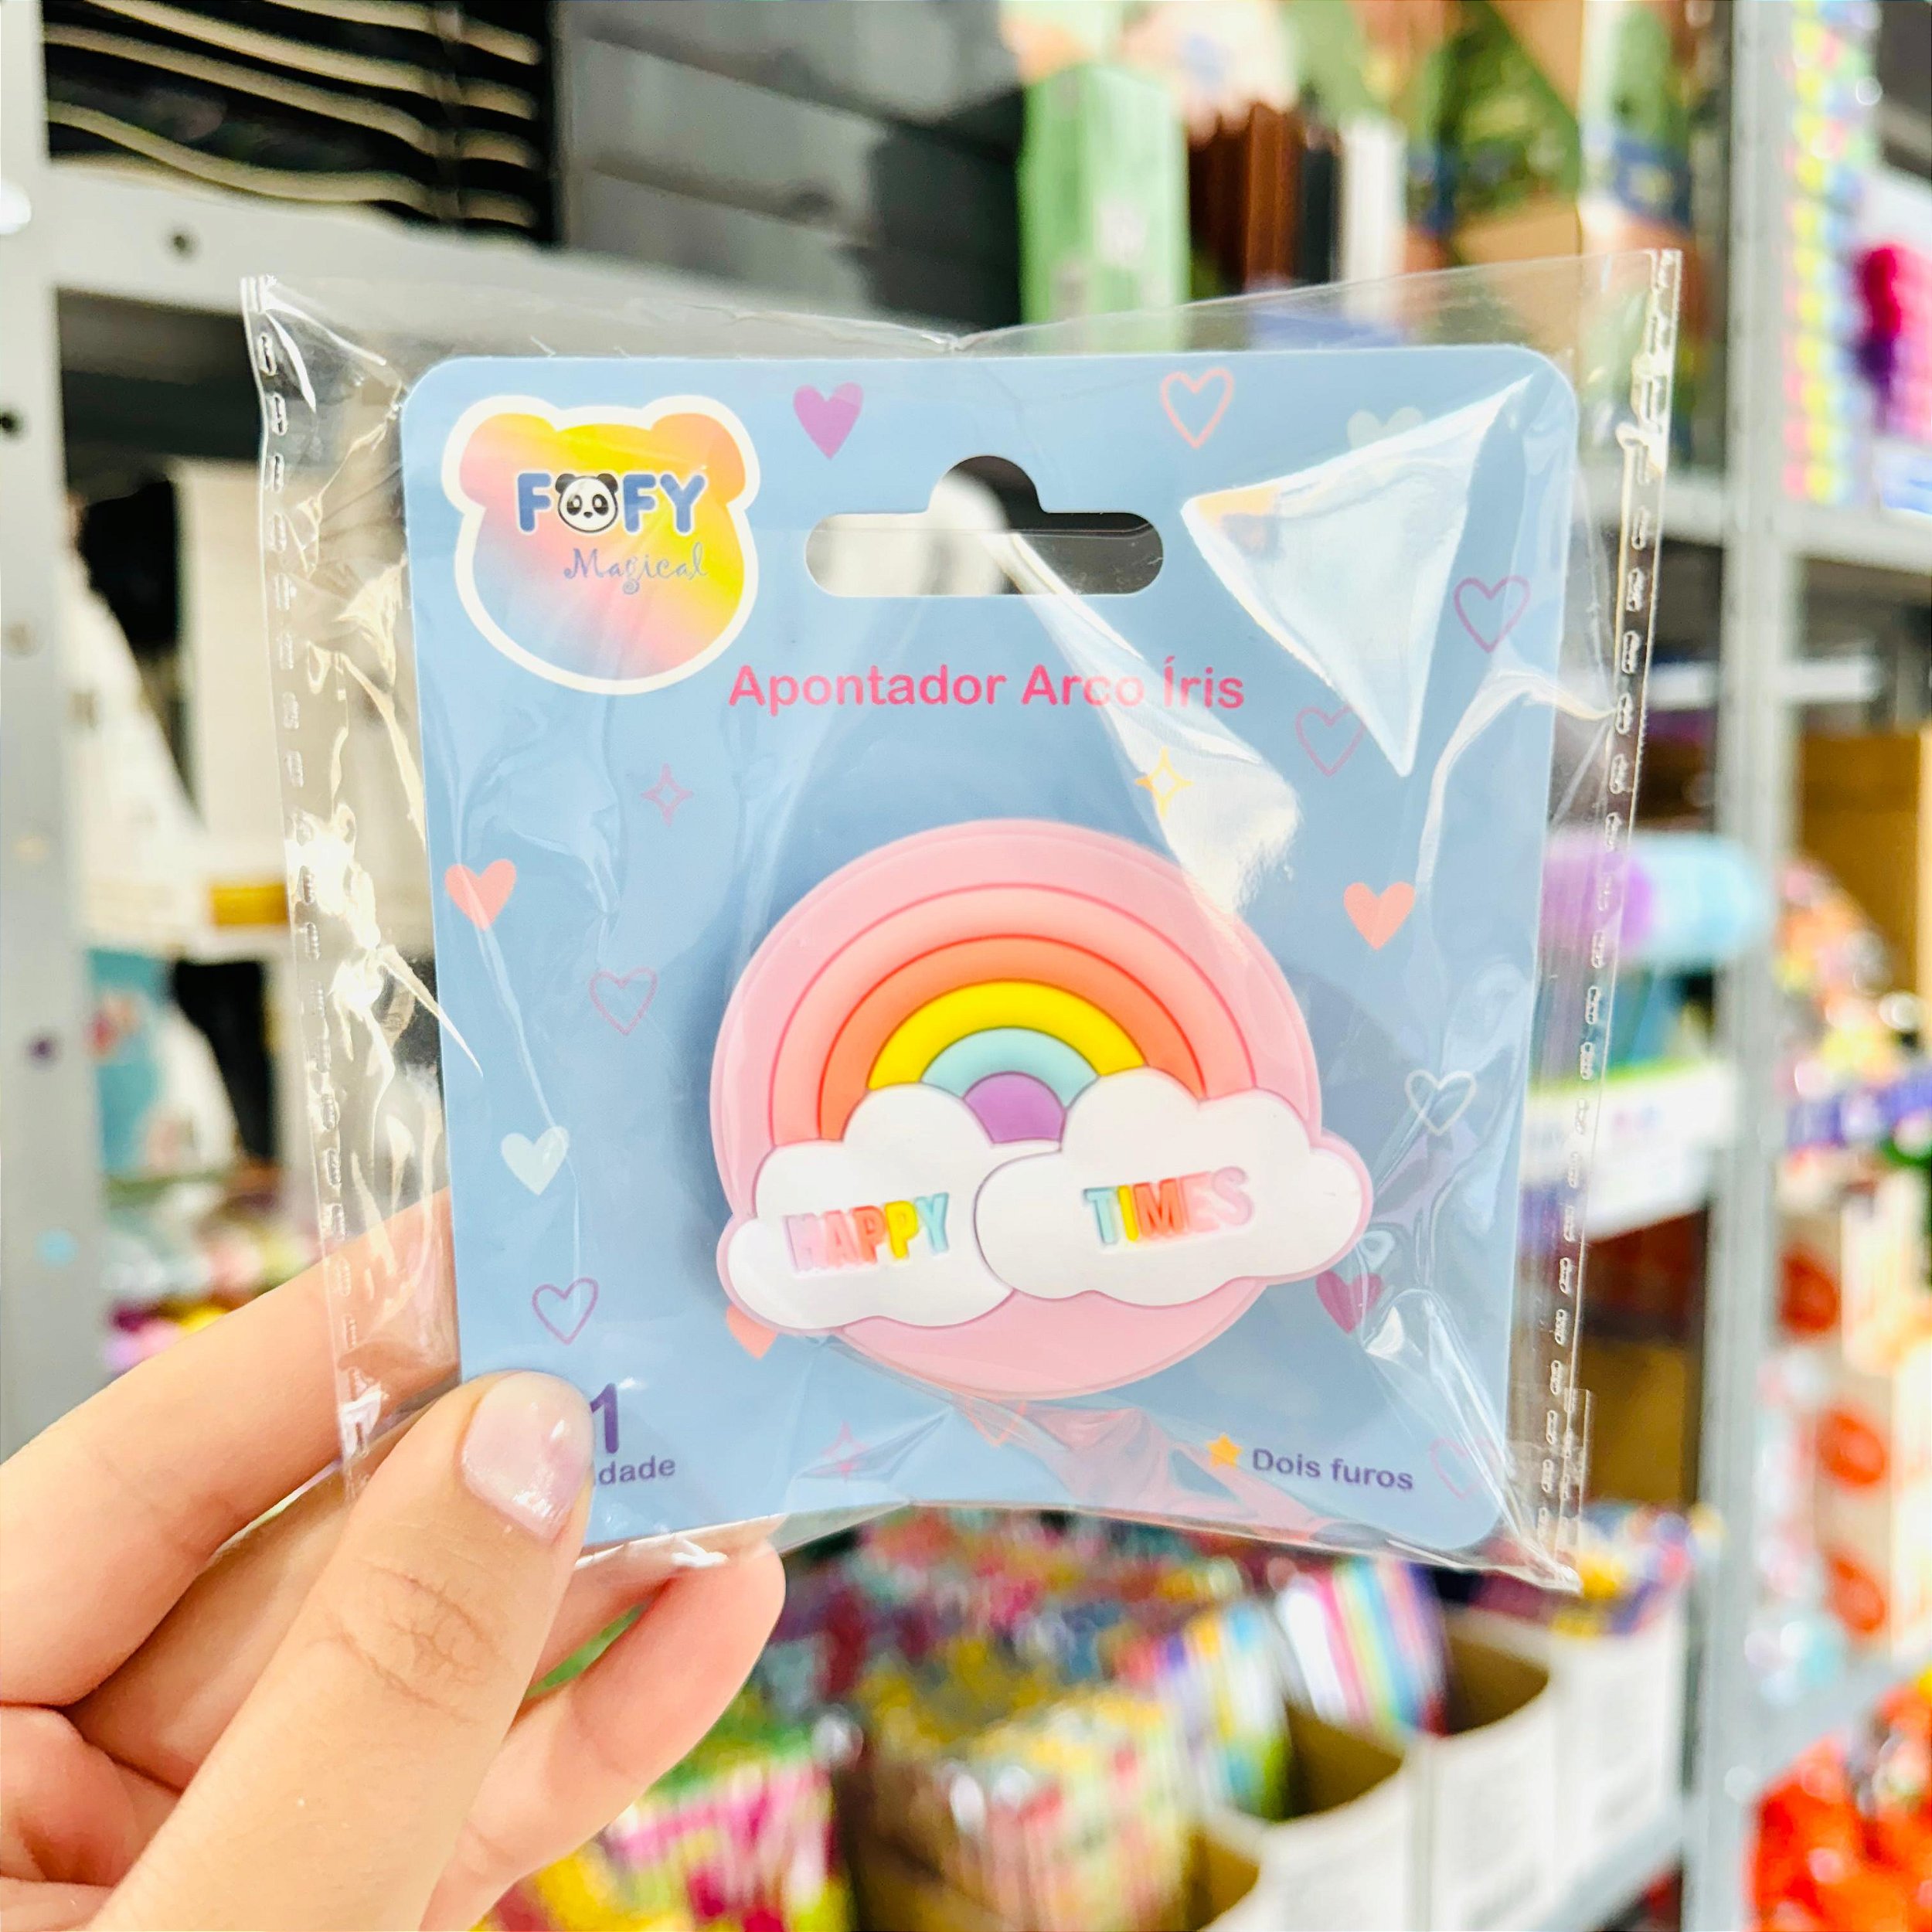 FOFY
Magical
Apontador Arco Íris
HAPPY TIMES
1
dade
Dois furos